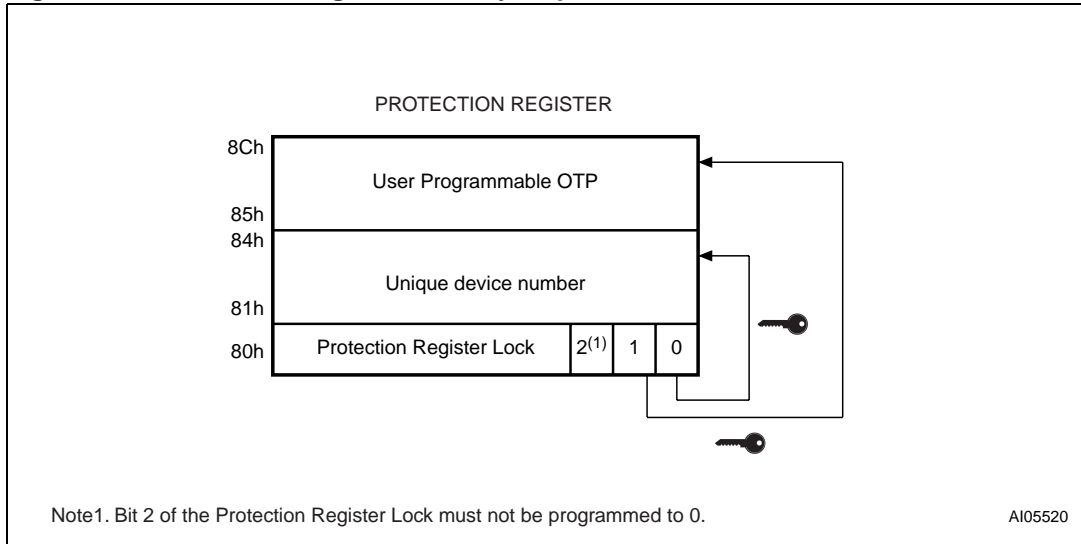 PROTECTION REGISTER
8Ch
User Programmable OTP
85h
84h
Unique device number
81h
80h
Protection Register Lock 2(1) 1 0
Note1. Bit 2 of the Protection Register Lock must not be programmed to 0.
AI05520